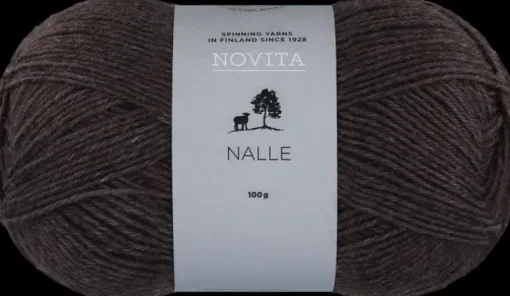 SPINNING YARNS
IN FINLAND SINCE 1928
NOVITA
NALLE
100g